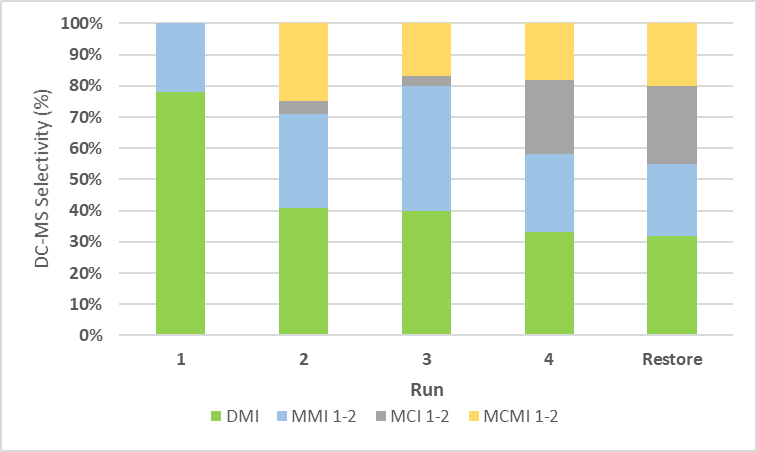 100%
90%
80%
70%
60%
50%
40%
30%
20%
10%
0%
DC-MS Selectivity (%)
1 2 3 4 Restore
Run
DMI MMI 1-2 MCI 1-2 MCMI 1-2